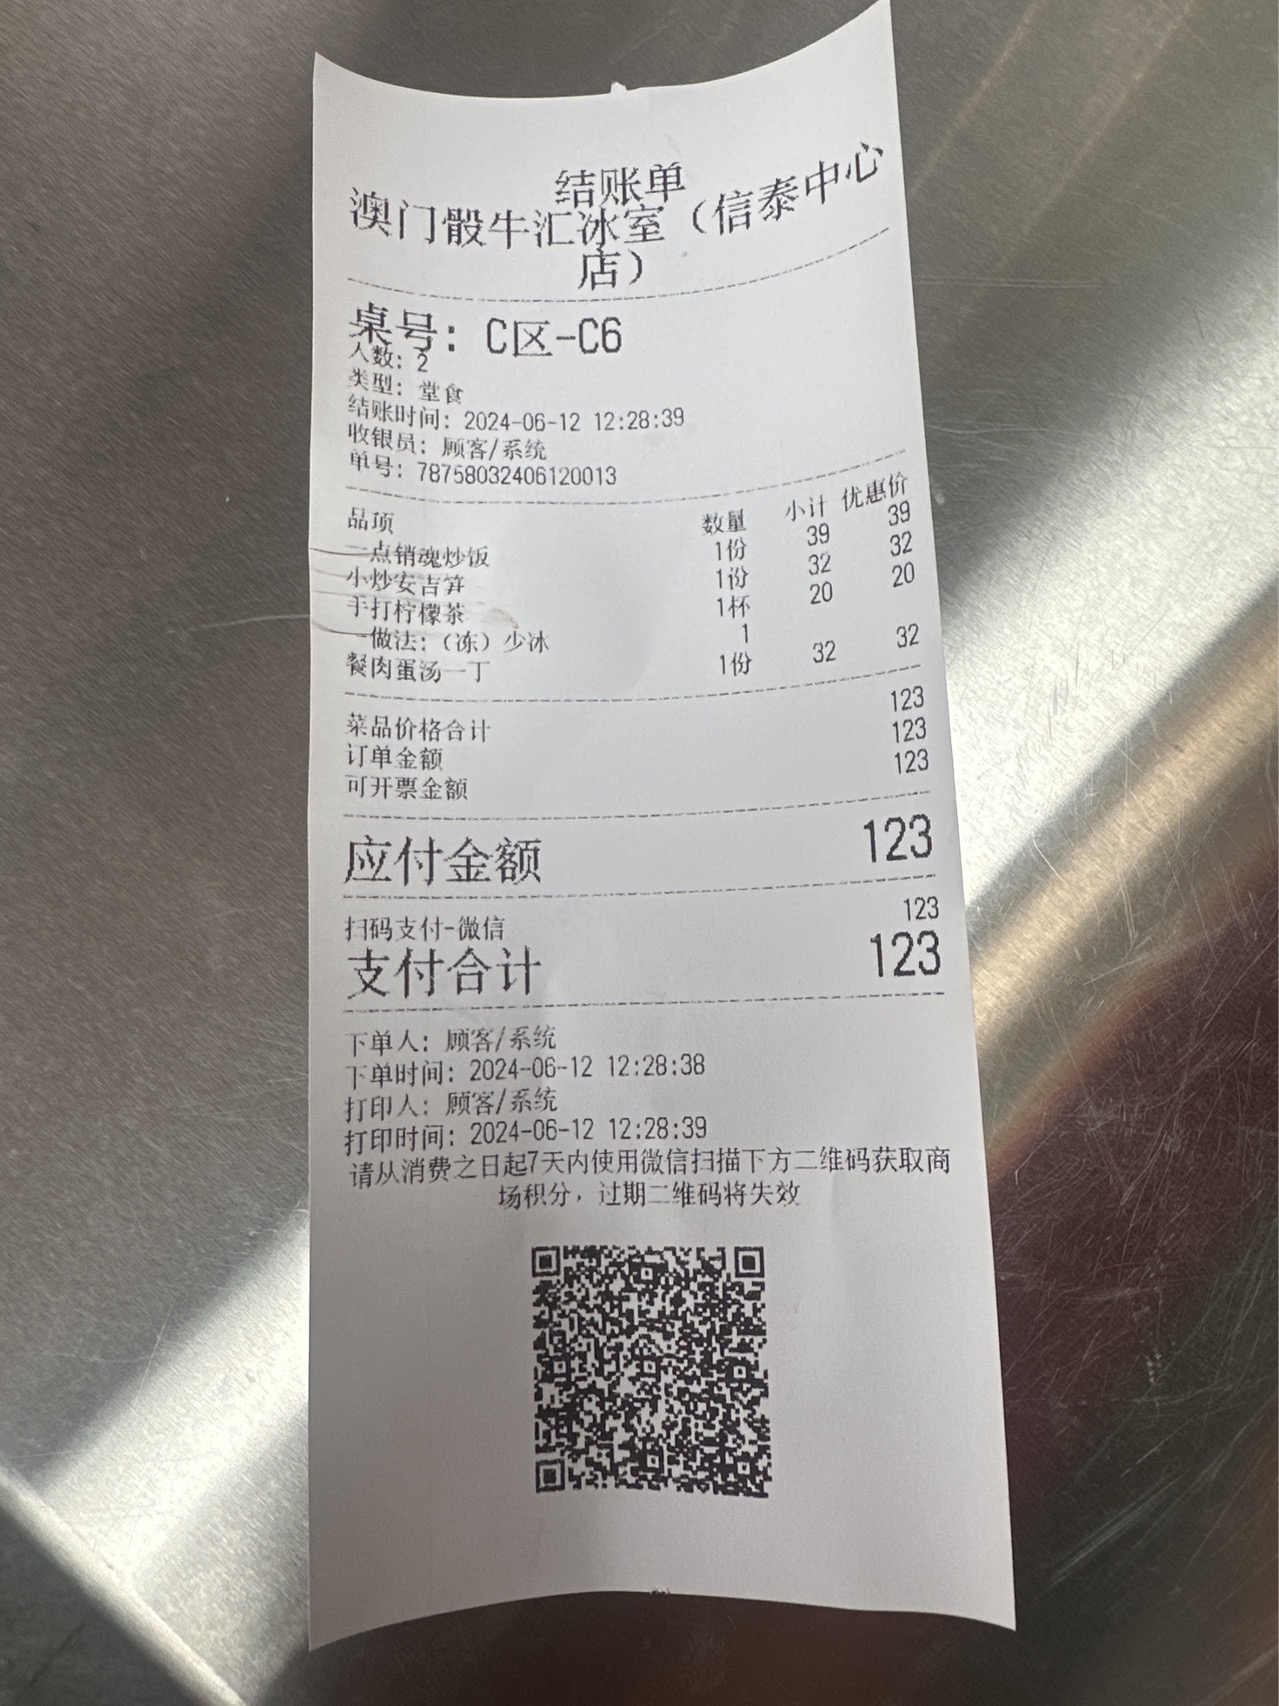 结账单
澳门骰牛汇冰室（信泰中心
店）
桌号：C区-C6
人数：2
类型：堂食
结账时间：2024-06-12 12:28:39
收银员：顾客/系统
单号：78758032406120013
品项 数量 小计 优惠价
一点销魂炒饭 1份 39 39
小炒安吉笋 1份 32 32
手打柠檬茶 1杯 20 20
-做法：（冻）少冰 1
餐肉蛋汤一丁 1份 32 32
菜品价格合计 123
订单金额 123
可开票金额 123
应付金额 123
扫码支付-微信 123
支付合计 123
下单人：顾客/系统
下单时间：2024-06-12 12:28:38
打印人：顾客/系统
打印时间：2024-06-12 12:28:39
请从消费之日起7天内使用微信扫描下方二维码获取商
场积分，过期二维码将失效